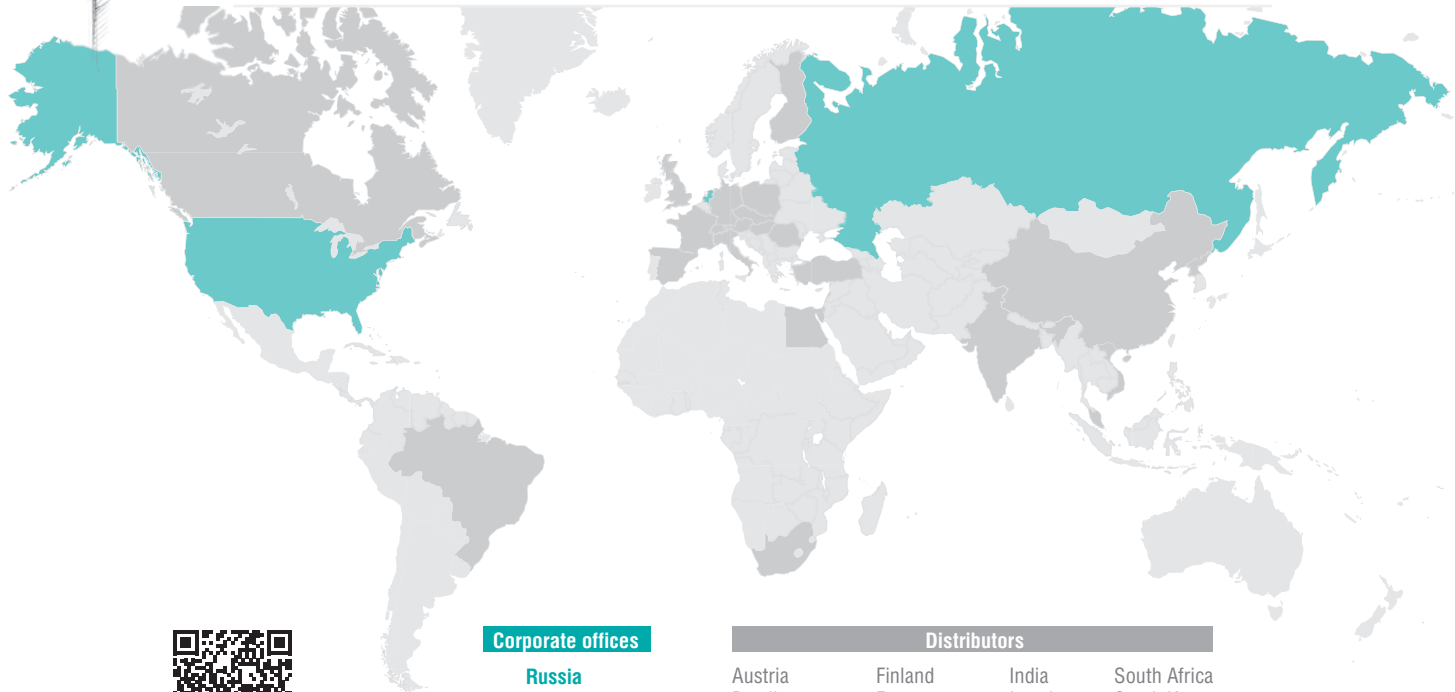 Corporate offices
Distributors
Russia
Austria
Finland
India
South Africa